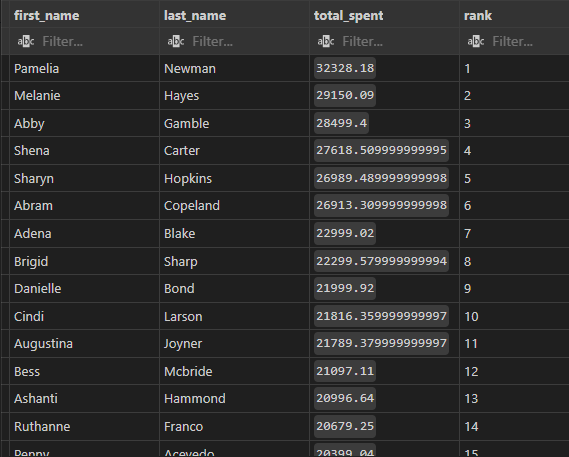 first_name last_name total_spent rank
abc Filter... abc Filter... abc Filter... abc Filter...
Pamelia Newman 32328.18 1
Melanie Hayes 29150.09 2
Abby Gamble 28499.4 3
Shena Carter 27618.509999999995 4
Sharyn Hopkins 26989.489999999998 5
Abram Copeland 26913.309999999998 6
Adena Blake 22999.02 7
Brigid Sharp 22299.579999999994 8
Danielle Bond 21999.92 9
Cindi Larson 21816.359999999997 10
Augustina Joyner 21789.379999999997 11
Bess Mcbride 21097.11 12
Ashanti Hammond 20996.64 13
Ruthanne Franco 20679.25 14
Penny Acevedo 20399.04 15